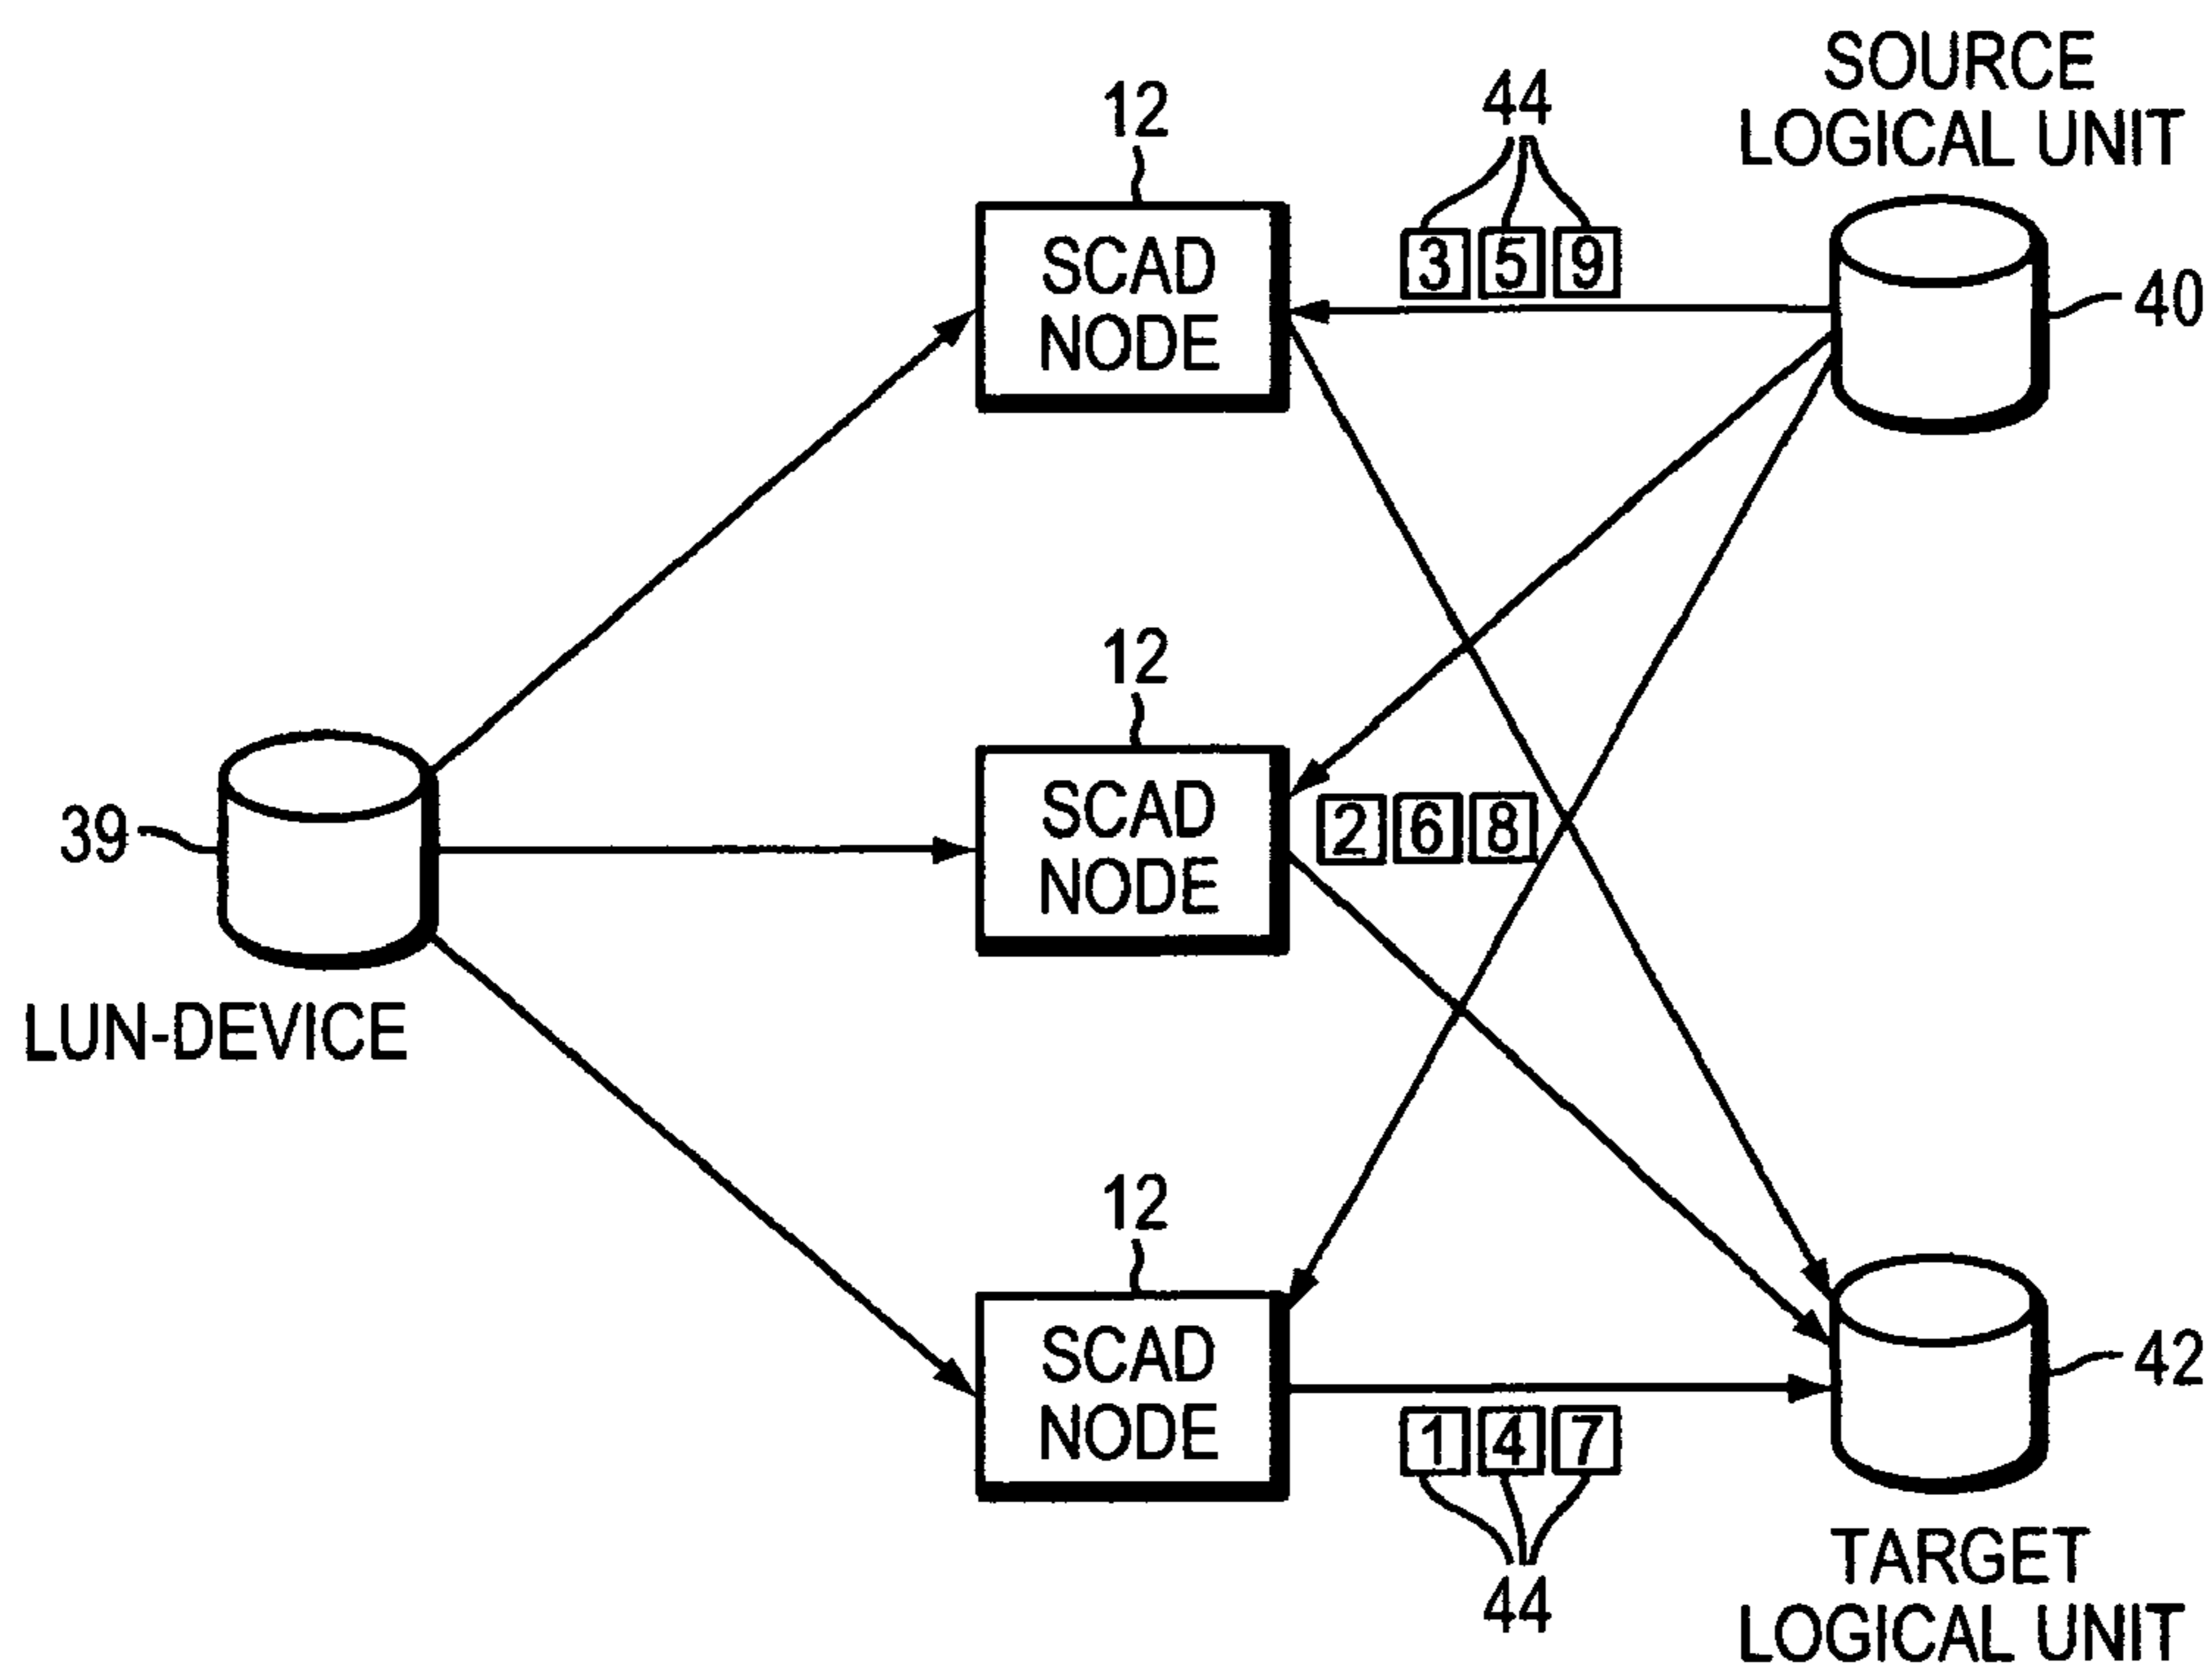 SOURCE
LOGICAL UNIT
12
44
SCAD
NODE
3 5 9
40
12
SCAD
NODE
2 6 8
39
LUN-DEVICE
12
SCAD
NODE
1 4 7
42
44
TARGET
LOGICAL UNIT